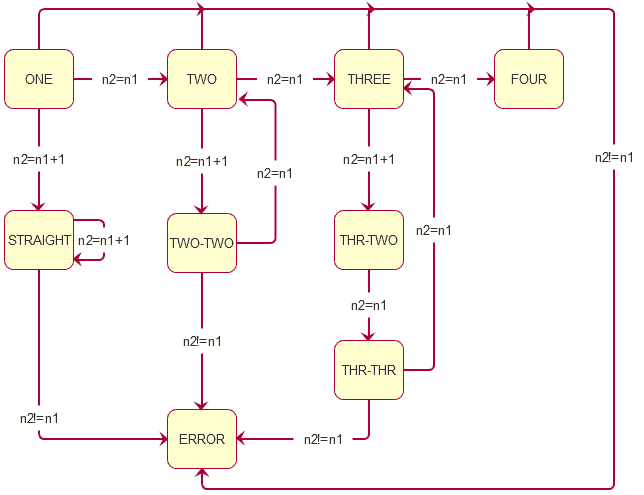 ONE
n2=n1
TWO
n2=n1
THREE
n2=n1
FOUR
n2=n1+1
n2=n1+1
n2=n1+1
n2!=n1
n2=n1
STRAIGHT
n2=n1+1
TWO-TWO
THR-TWO
n2=n1
n2=n1
n2!=n1
THR-THR
n2!=n1
ERROR
n2!=n1